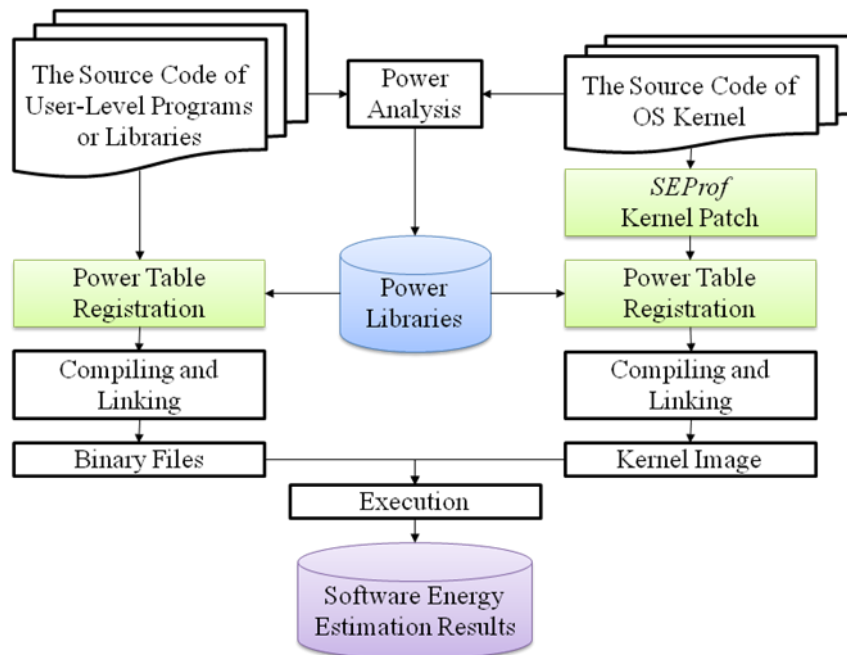 The Source Code of
User-Level Programs
or Libraries
Power
Analysis
The Source Code of
OS Kernel
SEProf
Kernel Patch
Power Table
Registration
Power
Libraries
Power Table
Registration
Compiling and
Linking
Compiling and
Linking
Binary Files
Kernel Image
Execution
Software Energy
Estimation Results